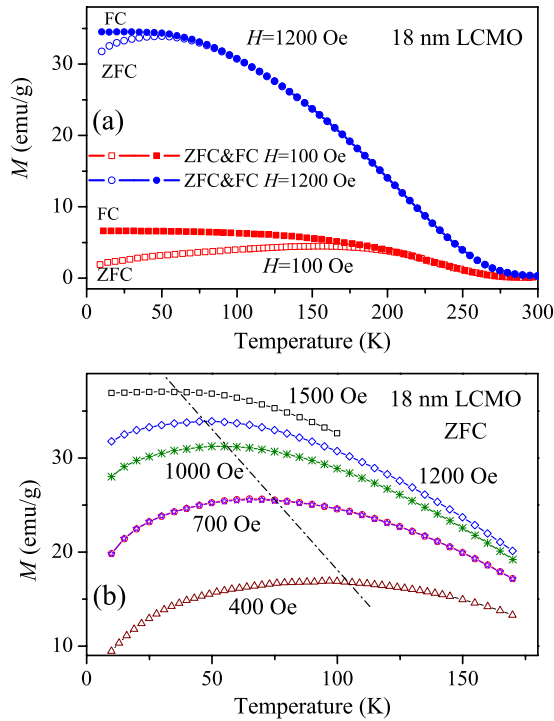 FC
H=1200 Oe
18 nm LCMO
ZFC
(a)
ZFC&FC H=100 Oe
ZFC&FC H=1200 Oe
FC
ZFC
H=100 Oe
30
20
10
0
M (emu/g)
0 50 100 150 200 250 300
Temperature (K)
1500 Oe
18 nm LCMO
ZFC
1200 Oe
1000 Oe
700 Oe
400 Oe
(b)
30
20
10
M (emu/g)
0 50 100 150
Temperature (K)